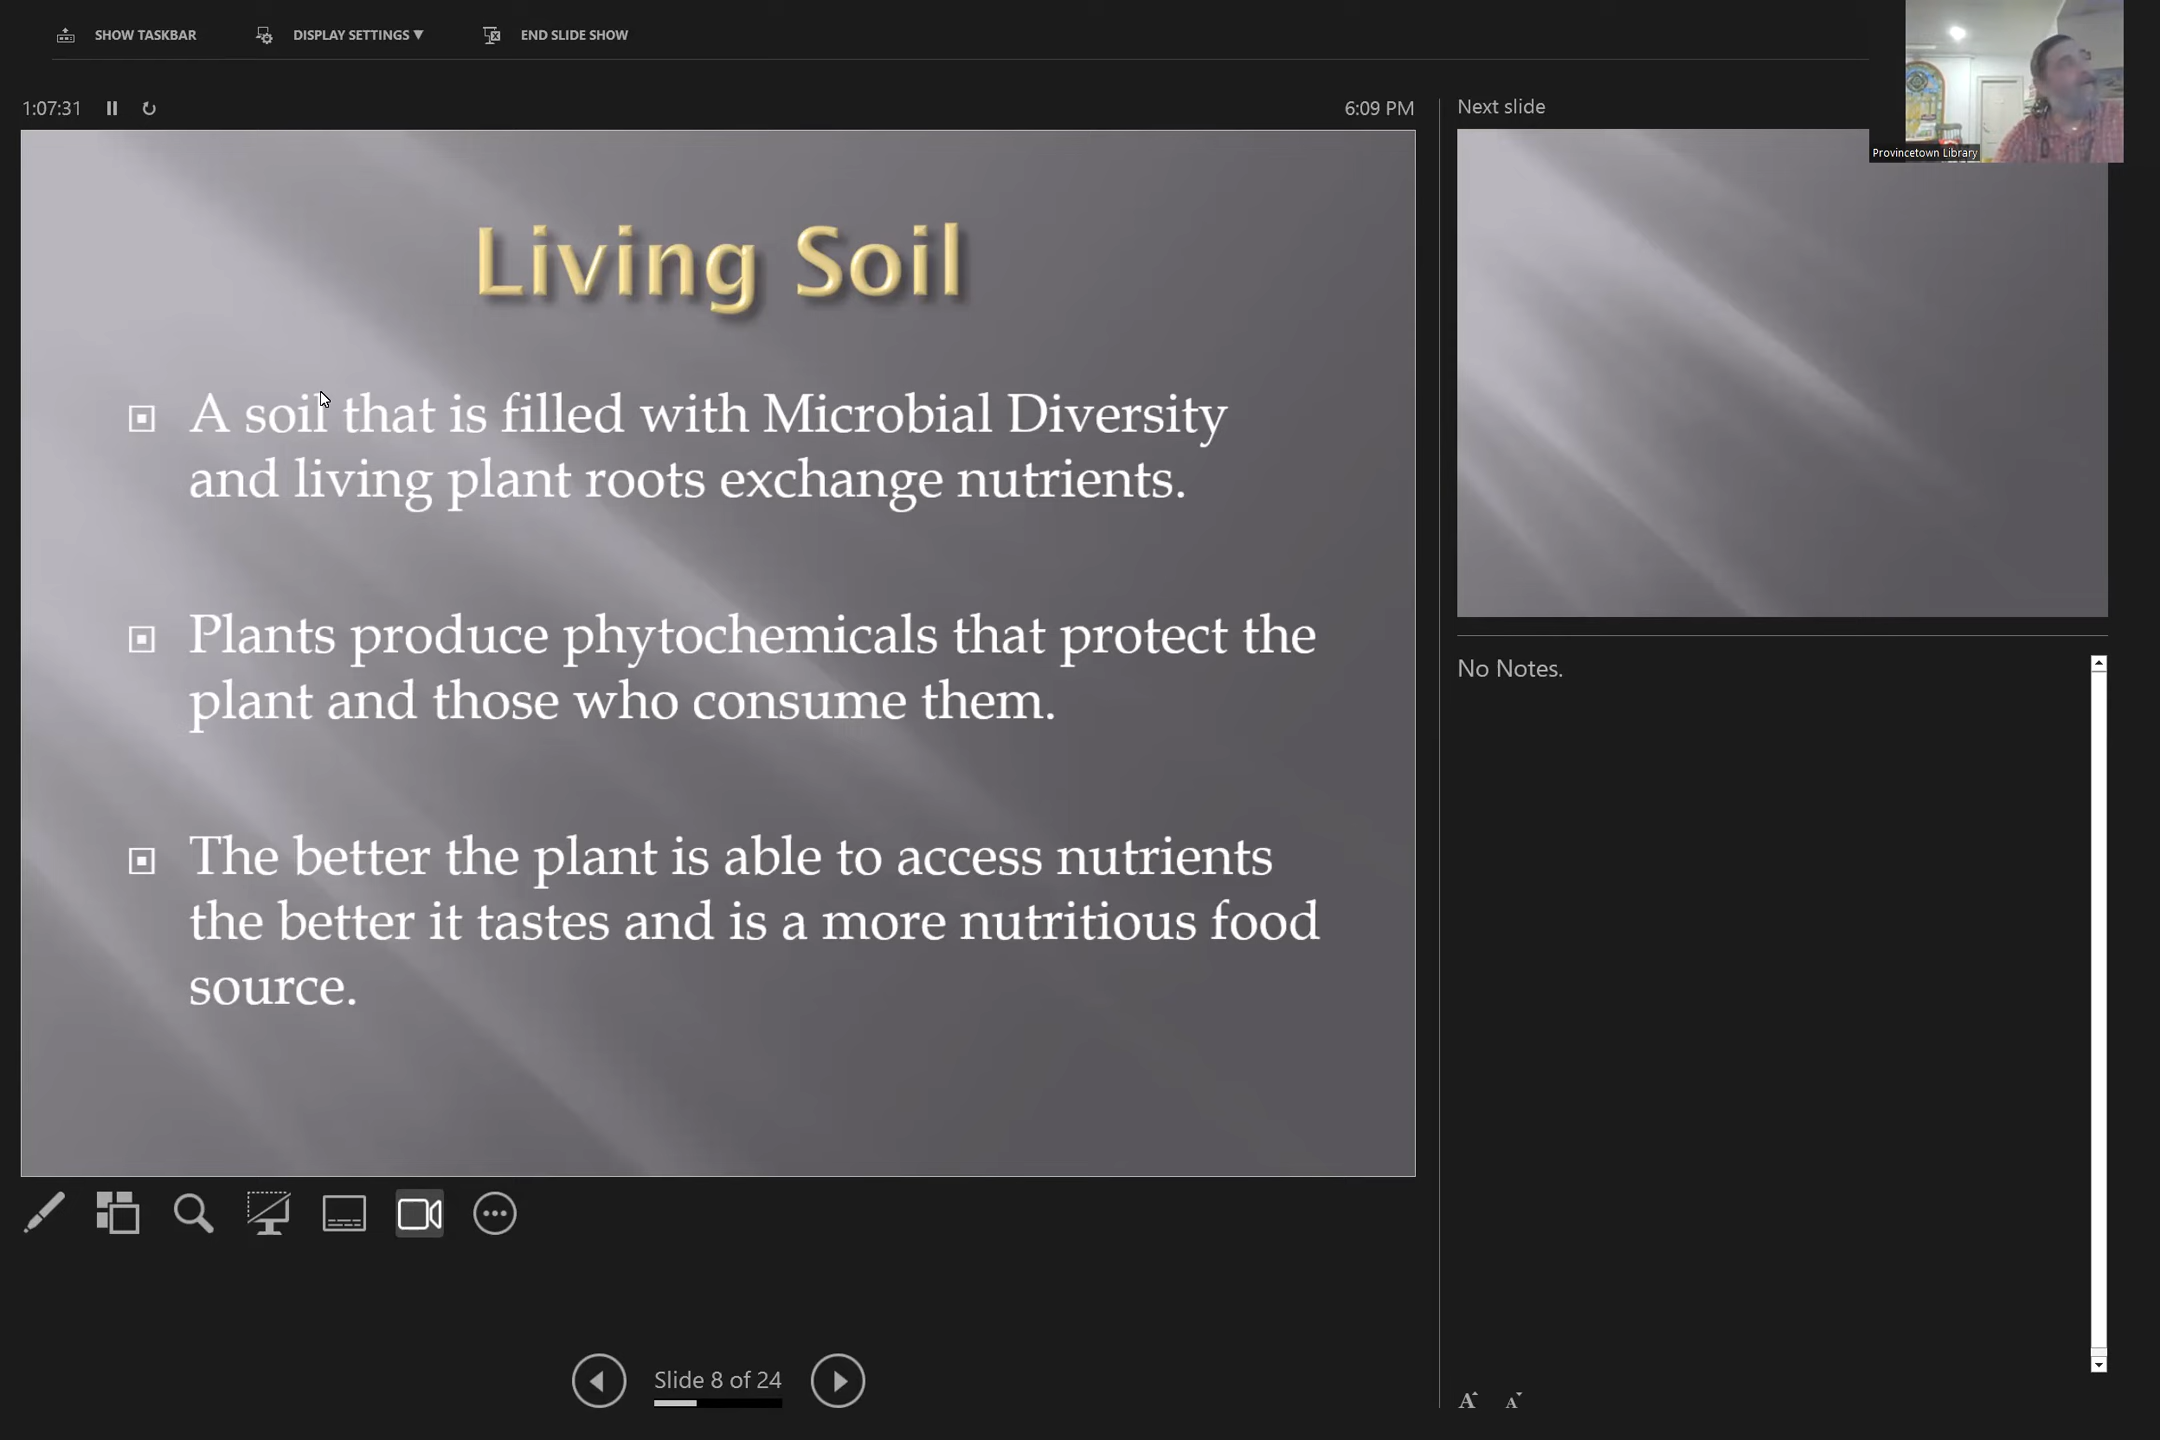 SHOW TASKBAR
DISPLAY SETTINGS ▼
END SLIDE SHOW
1:07:31
6:09 PM
Next slide
Provincetown Library
Living Soil
A soil that is filled with Microbial Diversity
and living plant roots exchange nutrients.
Plants produce phytochemicals that protect the
plant and those who consume them.
The better the plant is able to access nutrients
the better it tastes and is a more nutritious food
source.
No Notes.
Slide 8 of 24
A A